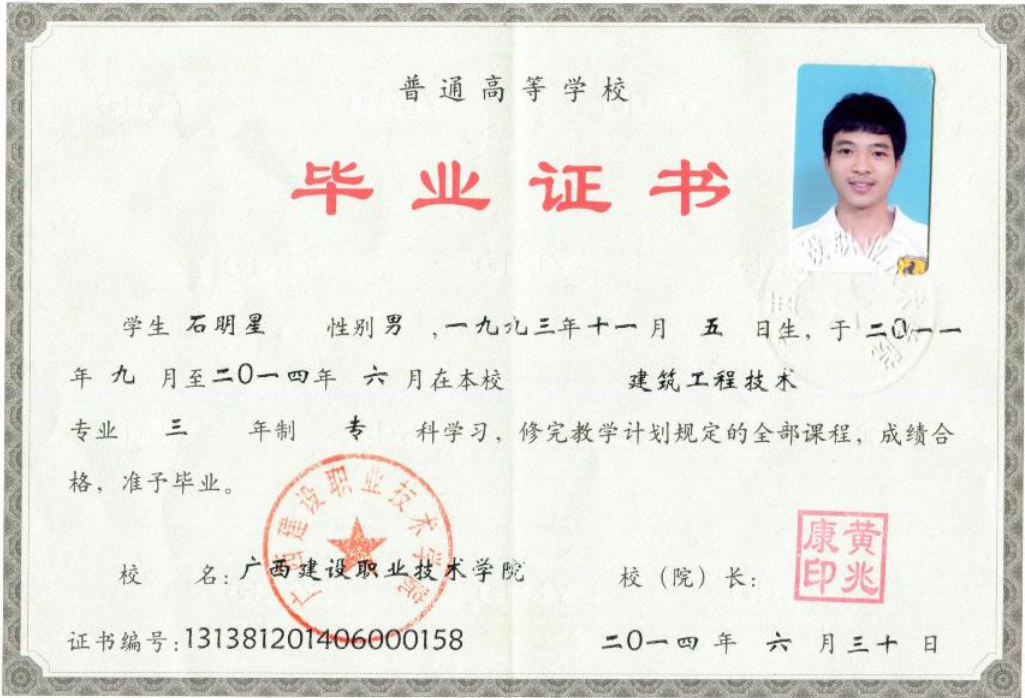 普通高等学校
毕业证书
学生 石明星 性别 男 ,一九九三年十一月 五 日生，于二〇一一
年 九 月至二〇一四年 六 月在本校 建筑工程技术
专业 三 年制 专 科学习，修完教学计划规定的全部课程，成绩合
格，准予毕业。
广西建设职业技术学院
校 名：广西建设职业技术学院 校（院）长：
黄兆康印
证书编号：131381201406000158 二〇一四 年 六 月三十 日